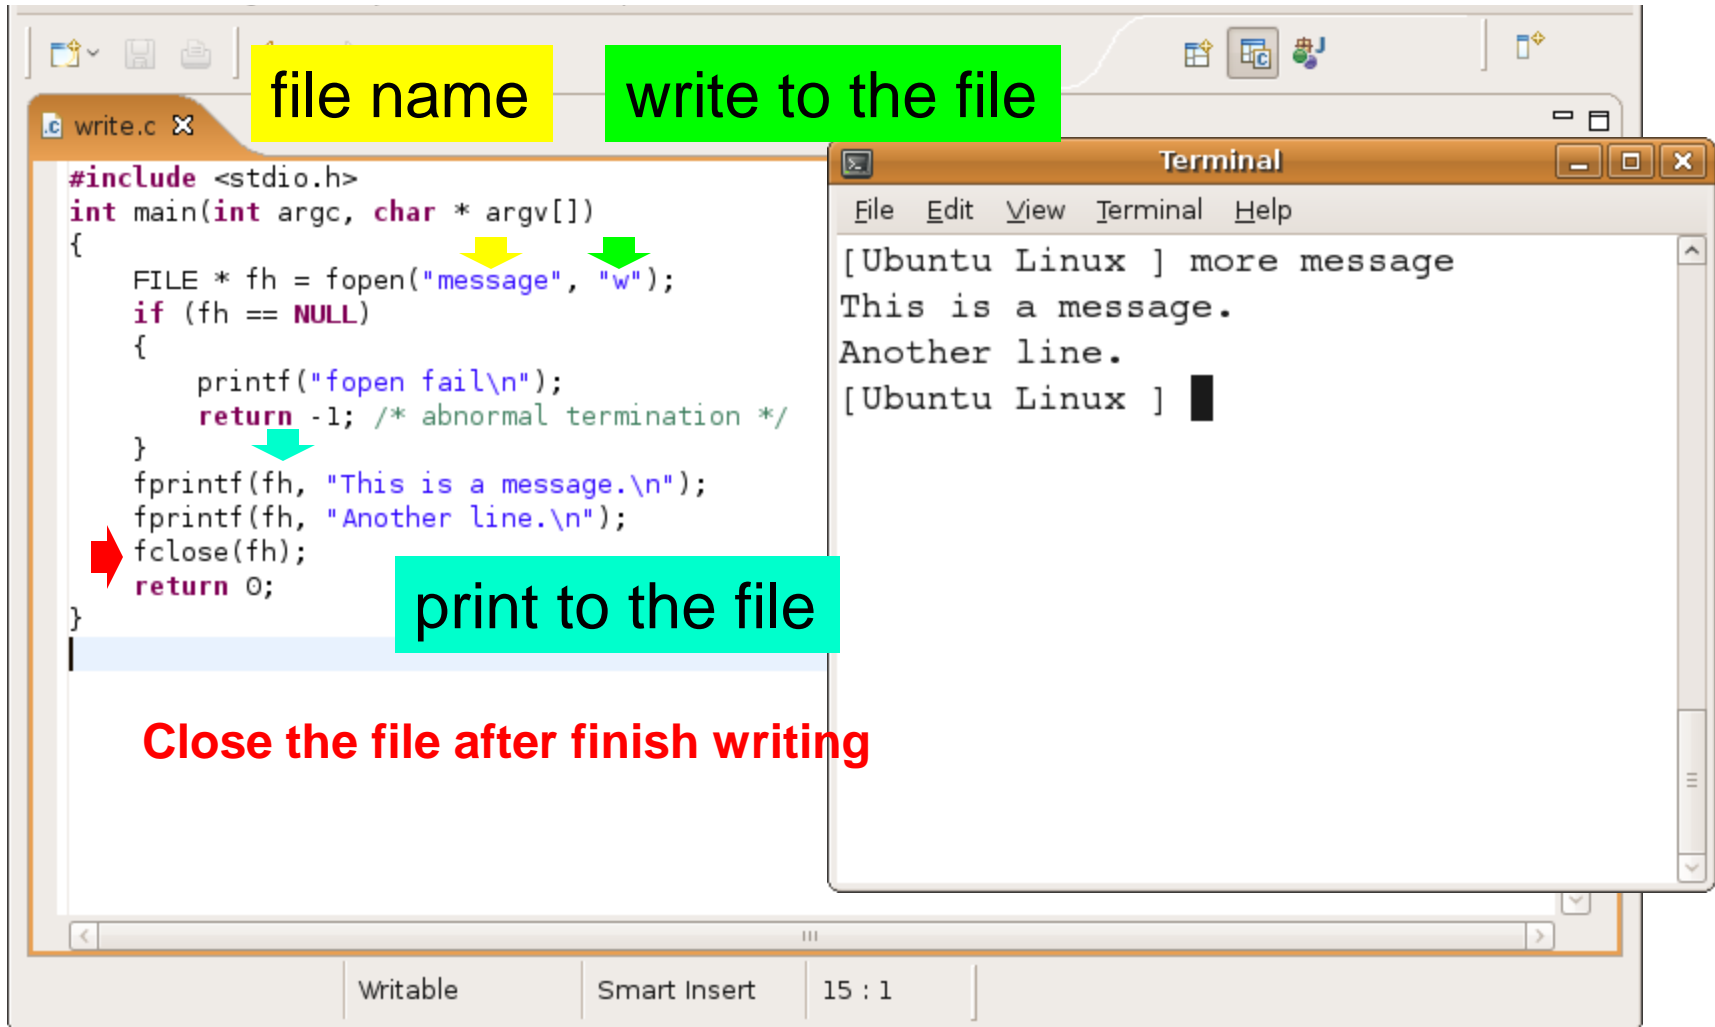 file name
write to the file
write.c
#include <stdio.h>
int main(int argc, char * argv[])
{
FILE * fh = fopen("message", "w");
if (fh == NULL)
{
printf("fopen fail\n");
return -1; /* abnormal termination */
}
fprintf(fh, "This is a message.\n");
fprintf(fh, "Another line.\n");
fclose(fh);
return 0;
}
print to the file
Close the file after finish writing
Terminal
File Edit View Terminal Help
[Ubuntu Linux ] more message
This is a message.
Another line.
[Ubuntu Linux ]
Writable
Smart Insert
15 : 1